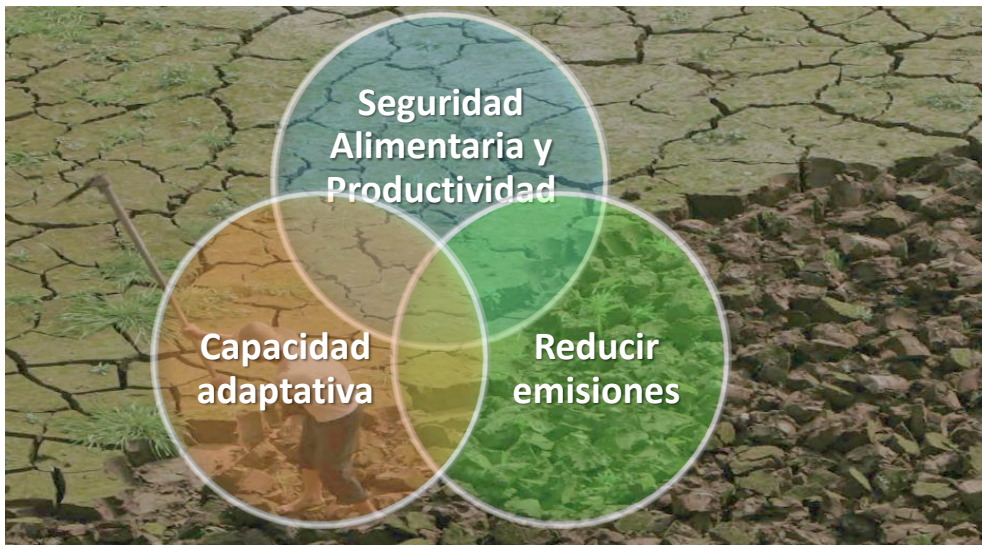 Seguridad
Alimentaria y
Productividad
Capacidad
adaptativa
Reducir
emisiones